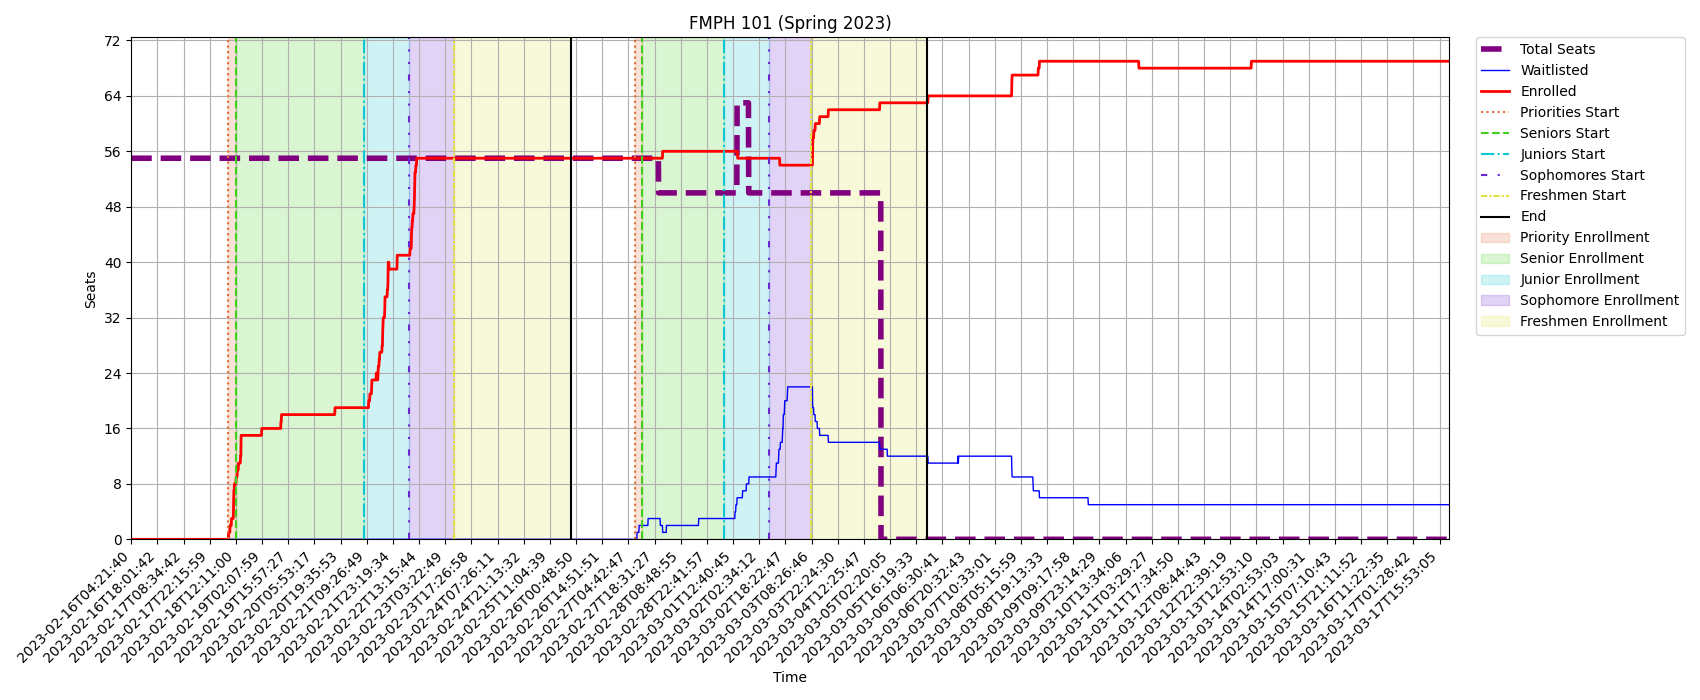 FMPH 101 (Spring 2023)
72
64
56
48
40
32
24
16
8
0
Seats
2023-02-16T04:21:40
2023-02-16T18:01:42
2023-02-17T08:34:42
2023-02-17T22:15:59
2023-02-18T12:11:00
2023-02-19T02:07:59
2023-02-19T15:57:27
2023-02-20T05:53:17
2023-02-20T19:35:53
2023-02-21T09:26:49
2023-02-21T23:19:34
2023-02-22T13:15:44
2023-02-23T03:22:49
2023-02-23T17:26:58
2023-02-24T07:26:11
2023-02-24T21:13:32
2023-02-25T11:04:39
2023-02-26T00:48:50
2023-02-26T14:51:51
2023-02-27T04:42:47
2023-02-27T18:31:27
2023-02-28T08:48:55
2023-02-28T22:41:57
2023-03-01T12:40:45
2023-03-02T02:34:12
2023-03-02T18:22:47
2023-03-03T08:26:46
2023-03-03T22:24:30
2023-03-04T12:25:47
2023-03-05T02:20:05
2023-03-05T16:19:33
2023-03-06T06:30:41
2023-03-06T20:32:43
2023-03-07T10:33:01
2023-03-08T05:15:59
2023-03-08T19:13:33
2023-03-09T09:17:58
2023-03-09T23:14:29
2023-03-10T13:34:06
2023-03-11T03:29:27
2023-03-11T17:34:50
2023-03-12T08:44:43
2023-03-12T22:39:19
2023-03-13T12:53:10
2023-03-14T02:53:03
2023-03-14T17:00:31
2023-03-15T07:10:43
2023-03-15T21:11:52
2023-03-16T11:22:35
2023-03-17T01:28:42
2023-03-17T15:53:05
Time
Total Seats
Waitlisted
Enrolled
Priorities Start
Seniors Start
Juniors Start
Sophomores Start
Freshmen Start
End
Priority Enrollment
Senior Enrollment
Junior Enrollment
Sophomore Enrollment
Freshmen Enrollment